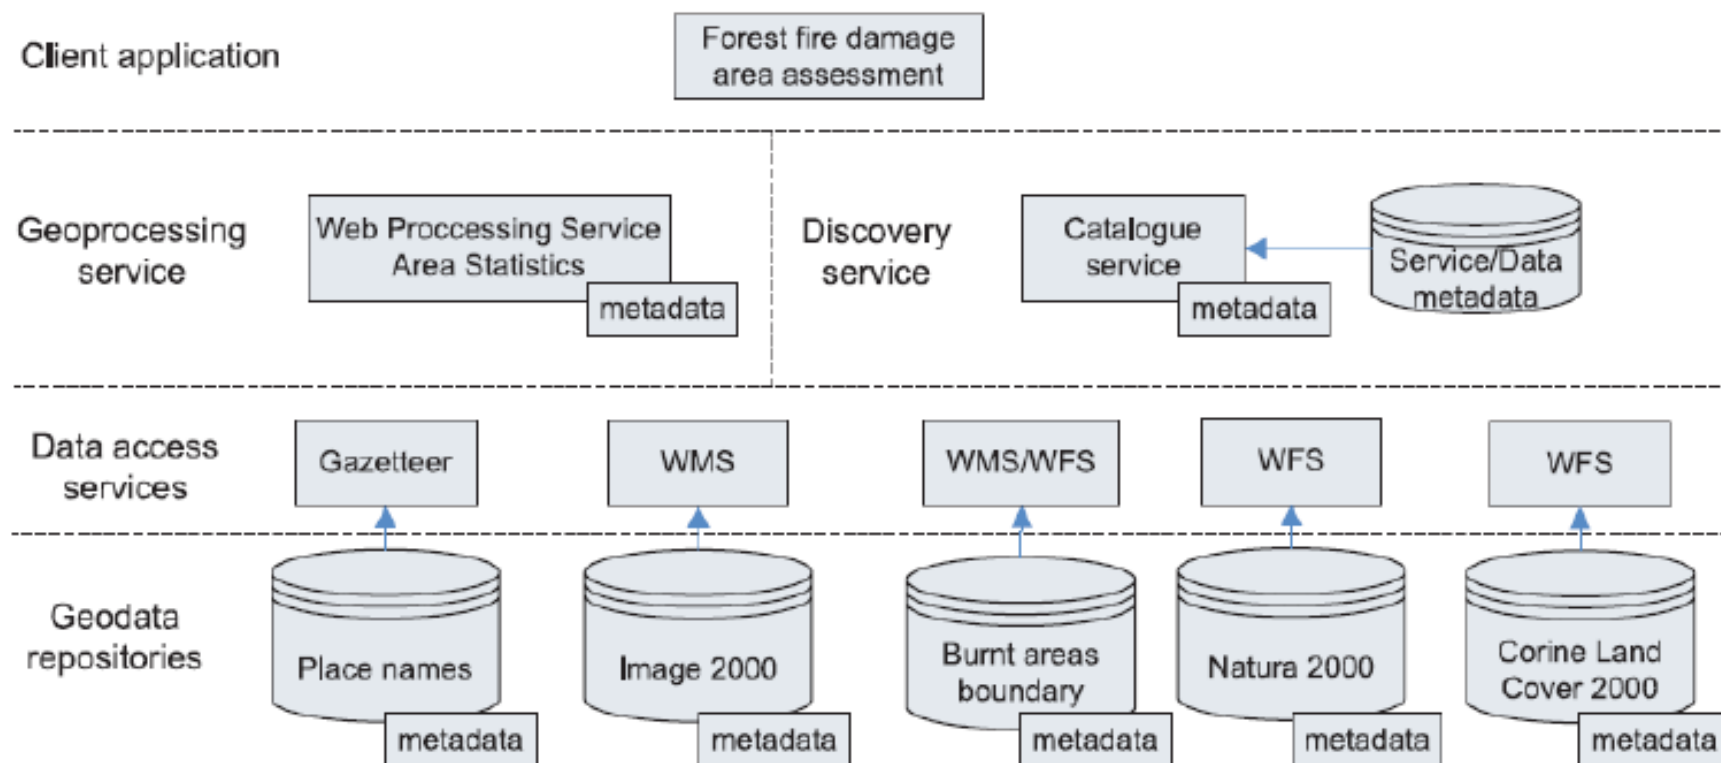 Client application
Forest fire damage
area assessment
Geoprocessing
service
Web Proccessing Service
Area Statistics
metadata
Discovery
service
Catalogue
service
metadata
Service/Data
metadata
Data access
services
Gazetteer
WMS
WMS/WFS
WFS
WFS
Geodata
repositories
Place names
metadata
Image 2000
metadata
Burnt areas
boundary
metadata
Natura 2000
metadata
Corine Land
Cover 2000
metadata